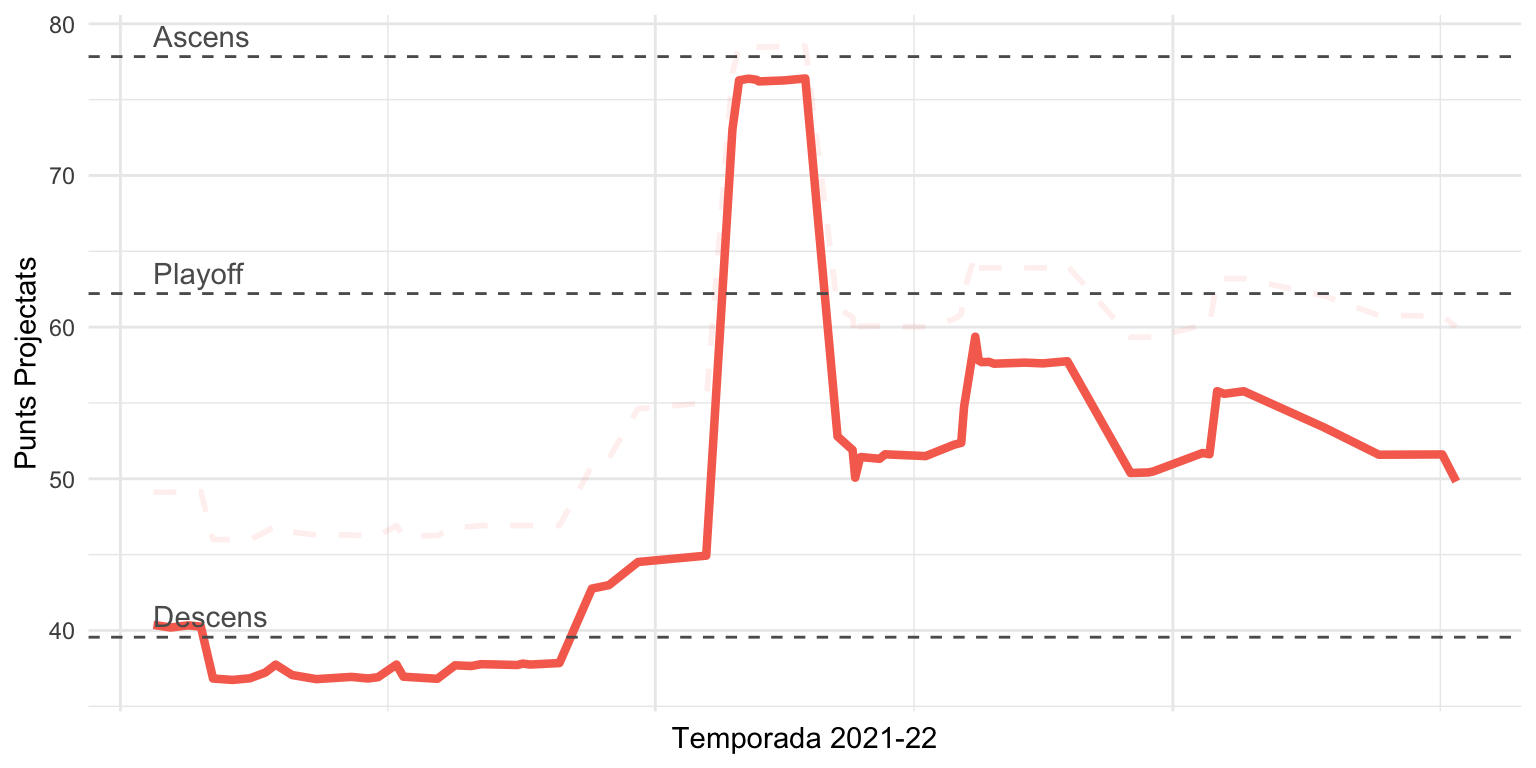 80
Ascens
70
Playoff
60
50
Descens
40
Punts Projectats
Temporada 2021-22